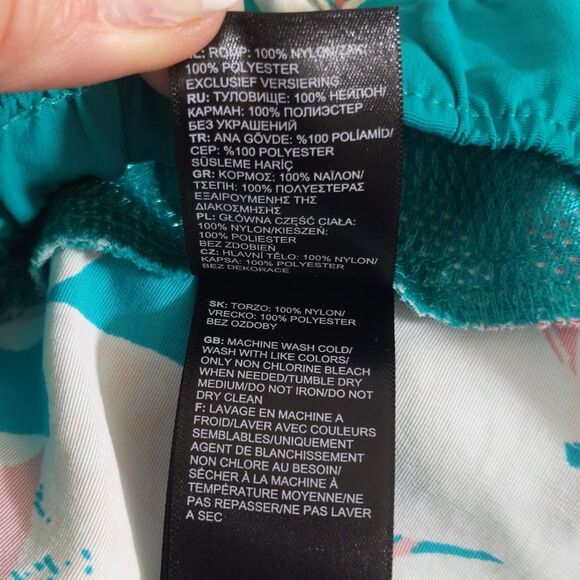 ROMP: 100% NYLON/ZAK:
100% POLYESTER
EXCLUSIEF VERSIERING
RU: ТУЛОВИЩЕ: 100% НЕЙЛОН/
КАРМАН: 100% ПОЛИЭСТЕР
БЕЗ УКРАШЕНИЙ
TR: ANA GÖVDE: %100 POLİAMİD/
CEP: %100 POLYESTER
SÜSLEME HARİÇ
GR: ΚΟΡΜΟΣ: 100% ΝΑΪΛΟΝ/
ΤΣΕΠΗ: 100% ΠΟΛΥΕΣΤΕΡΑΣ
ΕΞΑΙΡΟΥΜΕΝΗΣ ΤΗΣ
ΔΙΑΚΟΣΜΗΣΗΣ
PL: GŁÓWNA CZĘŚĆ CIAŁA:
100% NYLON/KIESZEŃ:
100% POLIESTER
BEZ ZDOBIEŃ
CZ: HLAVNÍ TĚLO: 100% NYLON/
KAPSA: 100% POLYESTER
BEZ DEKORACE
SK: TORZO: 100% NYLON/
VRECKO: 100% POLYESTER
BEZ OZDOBY
GB: MACHINE WASH COLD/
WASH WITH LIKE COLORS/
ONLY NON CHLORINE BLEACH
WHEN NEEDED/TUMBLE DRY
MEDIUM/DO NOT IRON/DO NOT
DRY CLEAN
F: LAVAGE EN MACHINE A
FROID/LAVER AVEC COULEURS
SEMBLABLES/UNIQUEMENT
AGENT DE BLANCHISSEMENT
NON CHLORE AU BESOIN/
SÉCHER À LA MACHINE À
TEMPÉRATURE MOYENNE/NE
PAS REPASSER/NE PAS LAVER
A SEC